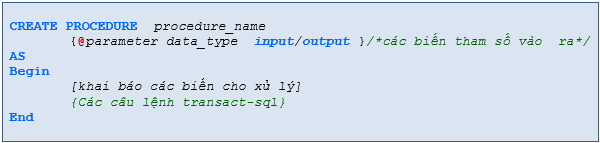 CREATE PROCEDURE procedure_name
{@parameter data_type input/output }/*các biến tham số vào ra*/
AS
Begin
[khai báo các biến cho xử lý]
{Các câu lệnh transact-sql}
End